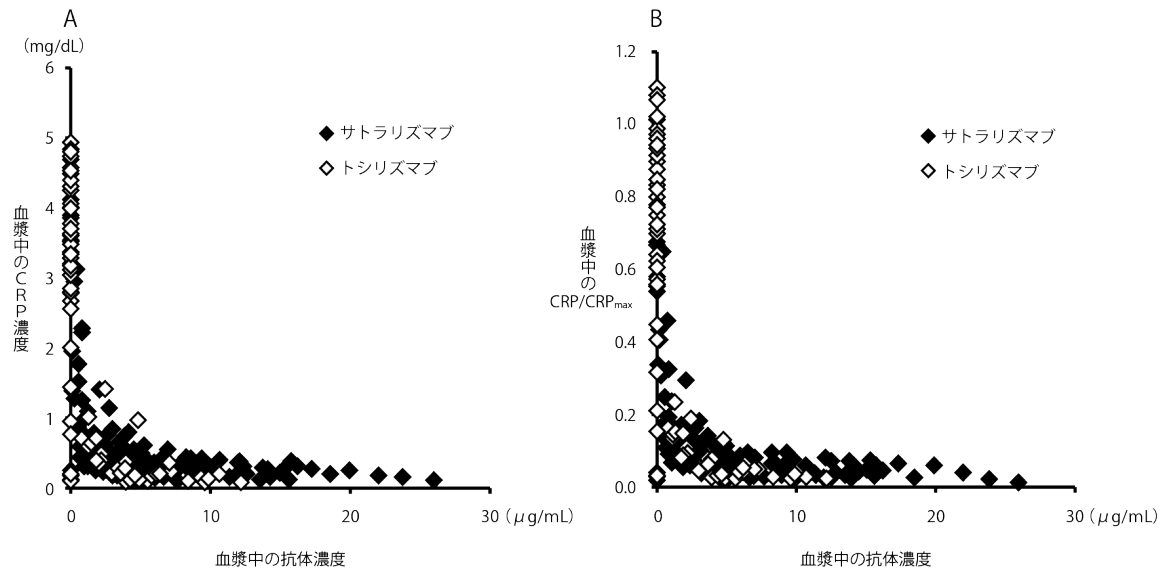 A
（mg/dL）
6
5
4
3
2
1
0
血漿中のCRP濃度
サトラリズマブ
トシリズマブ
0
10
20
30（μg/mL）
血漿中の抗体濃度
B
1.2
1.0
0.8
0.6
0.4
0.2
0.0
血漿中の
CRP/CRPmax
サトラリズマブ
トシリズマブ
0
10
20
30（μg/mL）
血漿中の抗体濃度